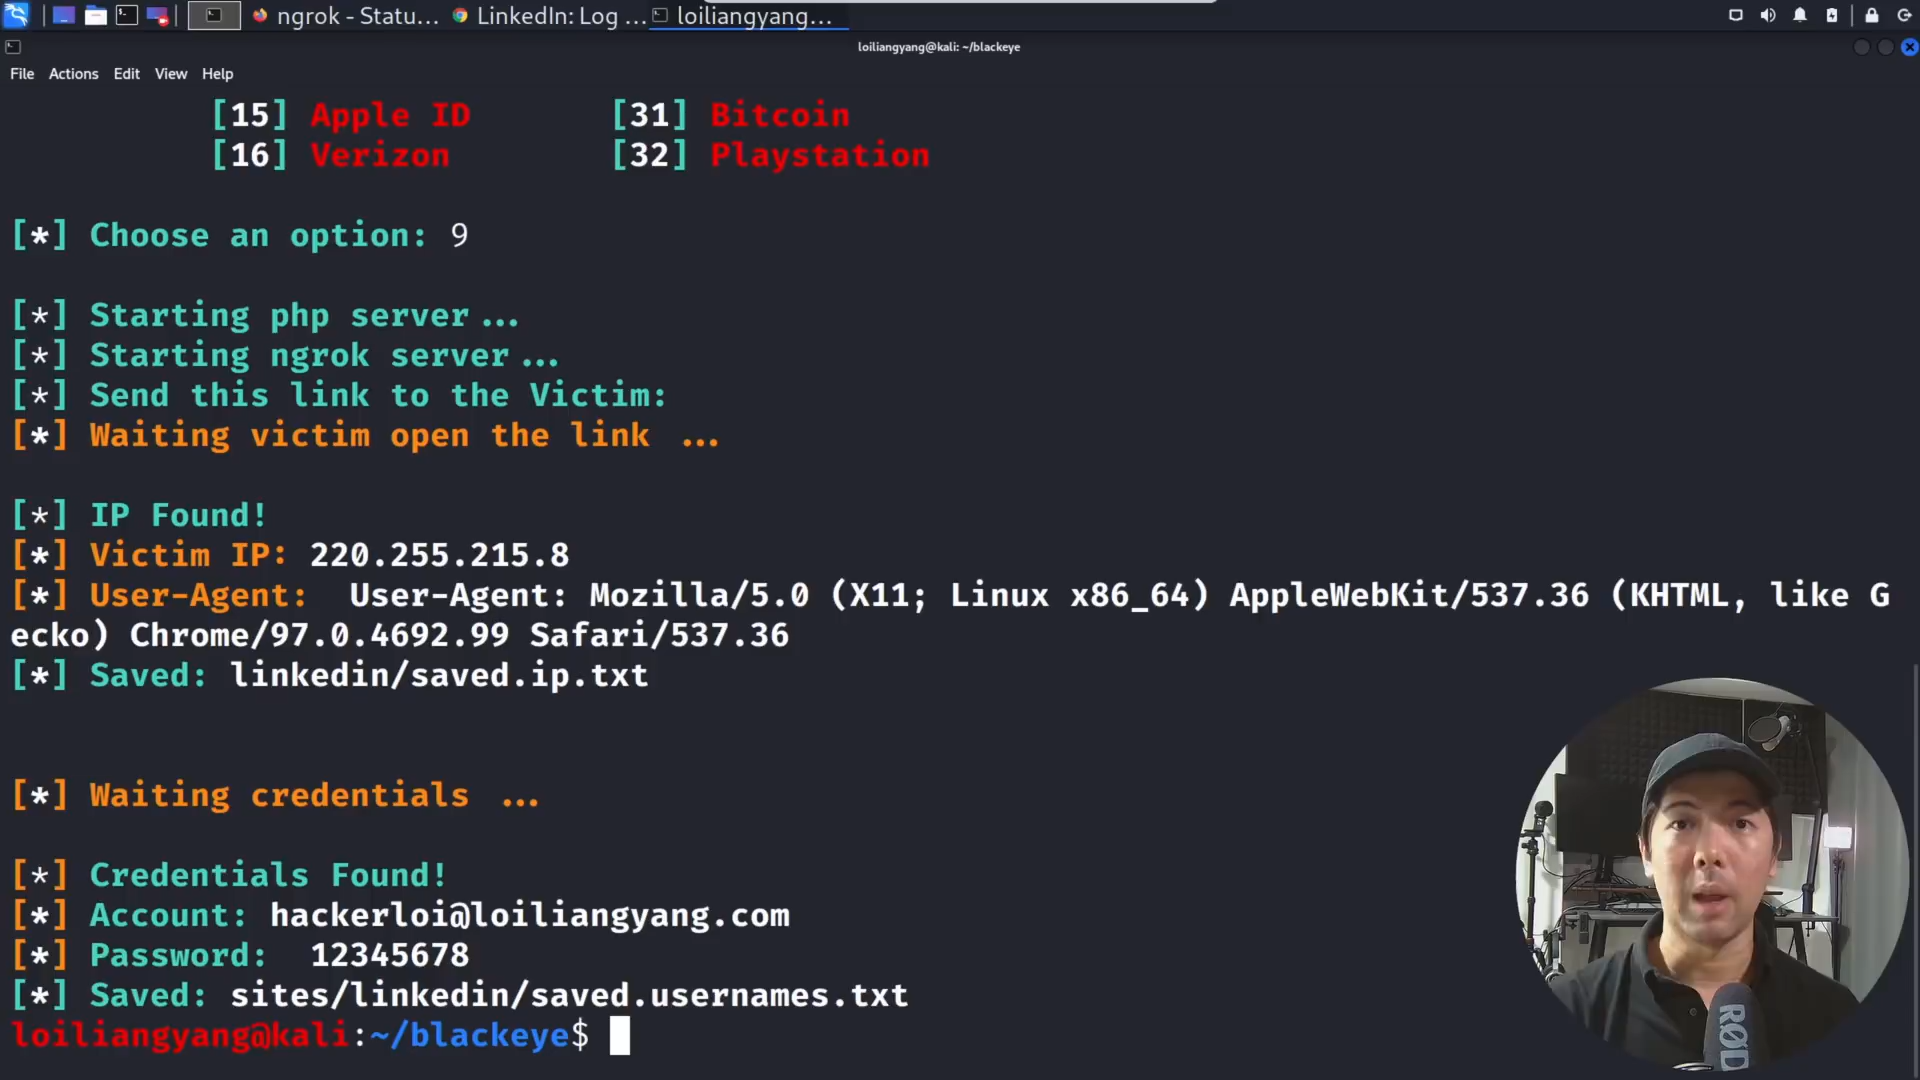 ngrok - Statu... LinkedIn: Log ... loiliangyang...
loiliangyang@kali: ~/blackeye
File Actions Edit View Help
[15] Apple ID [31] Bitcoin
[16] Verizon [32] Playstation
[*] Choose an option: 9
[*] Starting php server...
[*] Starting ngrok server...
[*] Send this link to the Victim:
[*] Waiting victim open the link ...
[*] IP Found!
[*] Victim IP: 220.255.215.8
[*] User-Agent: User-Agent: Mozilla/5.0 (X11; Linux x86_64) AppleWebKit/537.36 (KHTML, like G
ecko) Chrome/97.0.4692.99 Safari/537.36
[*] Saved: linkedin/saved.ip.txt
[*] Waiting credentials ...
[*] Credentials Found!
[*] Account: hackerloi@loiliangyang.com
[*] Password: 12345678
[*] Saved: sites/linkedin/saved.usernames.txt
loiliangyang@kali:~/blackeye$
RØD